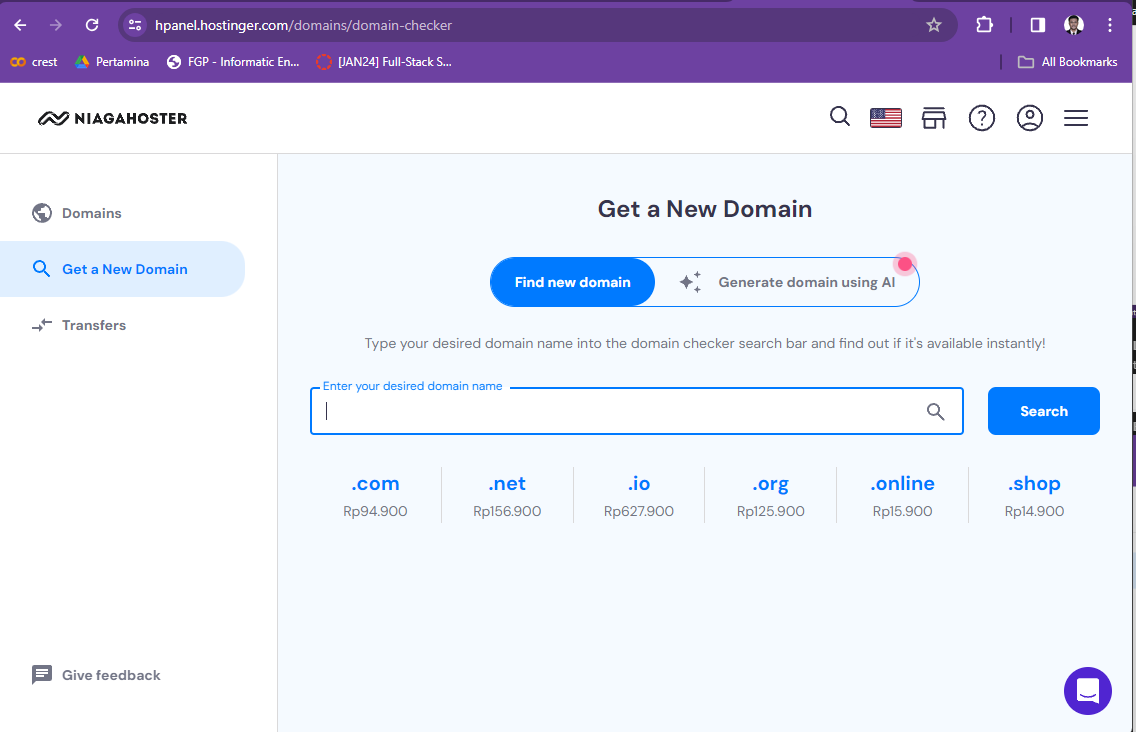 hpanel.hostinger.com/domains/domain-checker
crest
Pertamina
FGP - Informatic En...
[JAN24] Full-Stack S...
All Bookmarks
NIAGAHOSTER
Domains
Get a New Domain
Transfers
Give feedback
Get a New Domain
Find new domain
Generate domain using AI
Type your desired domain name into the domain checker search bar and find out if it's available instantly!
Enter your desired domain name
Search
.com
Rp94.900
.net
Rp156.900
.io
Rp627.900
.org
Rp125.900
.online
Rp15.900
.shop
Rp14.900